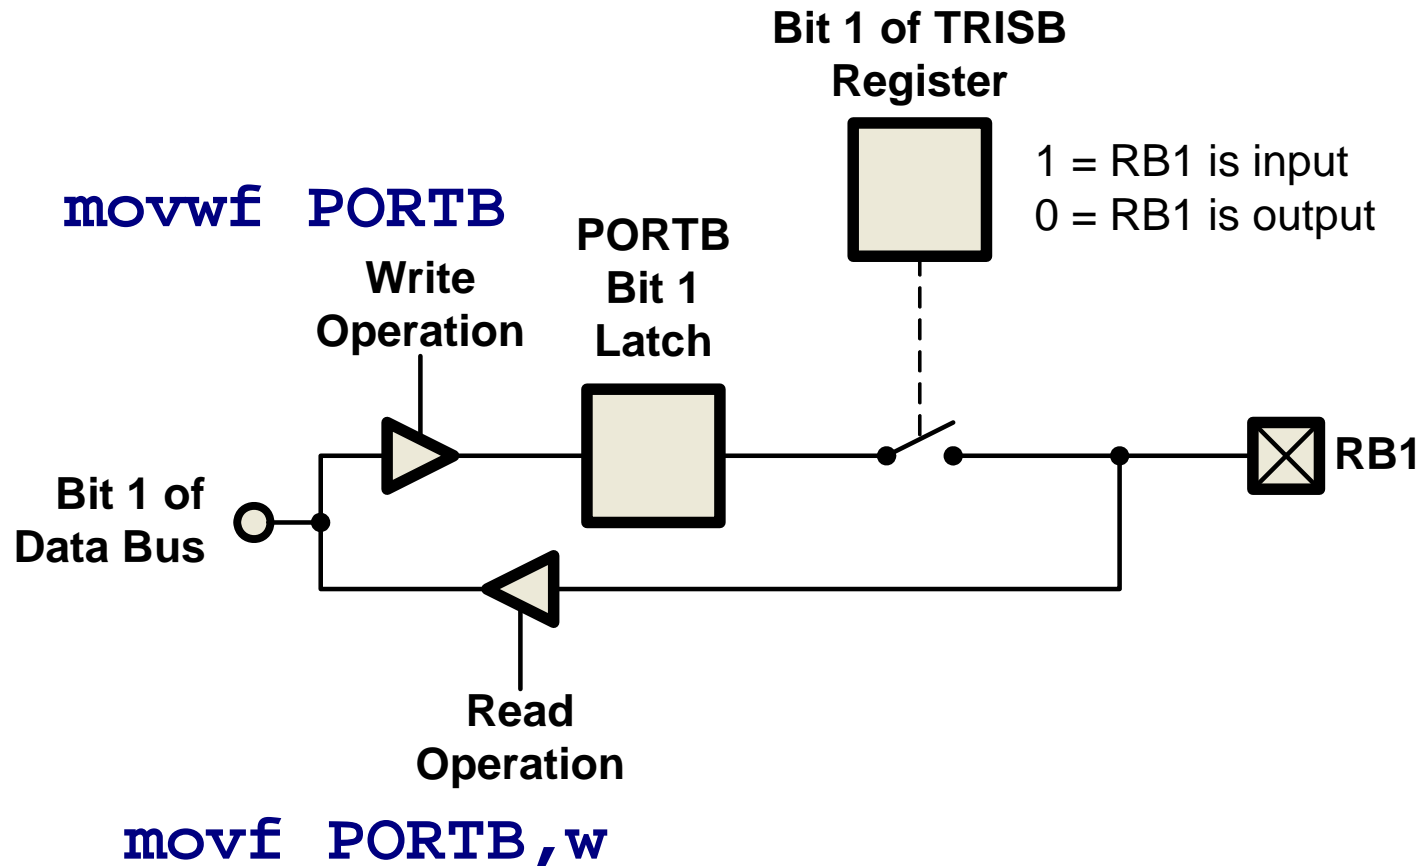 Bit 1 of TRISB
Register
1 = RB1 is input
0 = RB1 is output
movwf PORTB
Write
Operation
PORTB
Bit 1
Latch
RB1
Bit 1 of
Data Bus
Read
Operation
movf PORTB,w